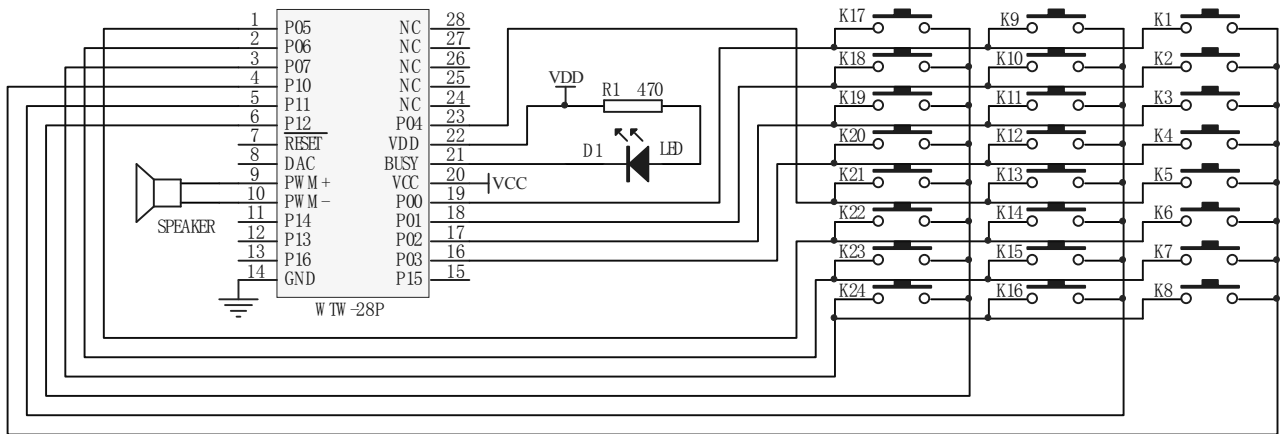 1 P05 NC 28
2 P06 NC 27
3 P07 NC 26
4 P10 NC 25
5 P11 NC 24
6 P12 P04 23
7 RESET VDD 22
8 DAC BUSY 21
9 PWM+ VCC 20
10 PWM- P00 19
11 P14 P01 18
12 P13 P02 17
13 P16 P03 16
14 GND P15 15
WTW-28P
SPEAKER
VDD
R1 470
D1 LED
VCC
K17 K9 K1
K18 K10 K2
K19 K11 K3
K20 K12 K4
K21 K13 K5
K22 K14 K6
K23 K15 K7
K24 K16 K8